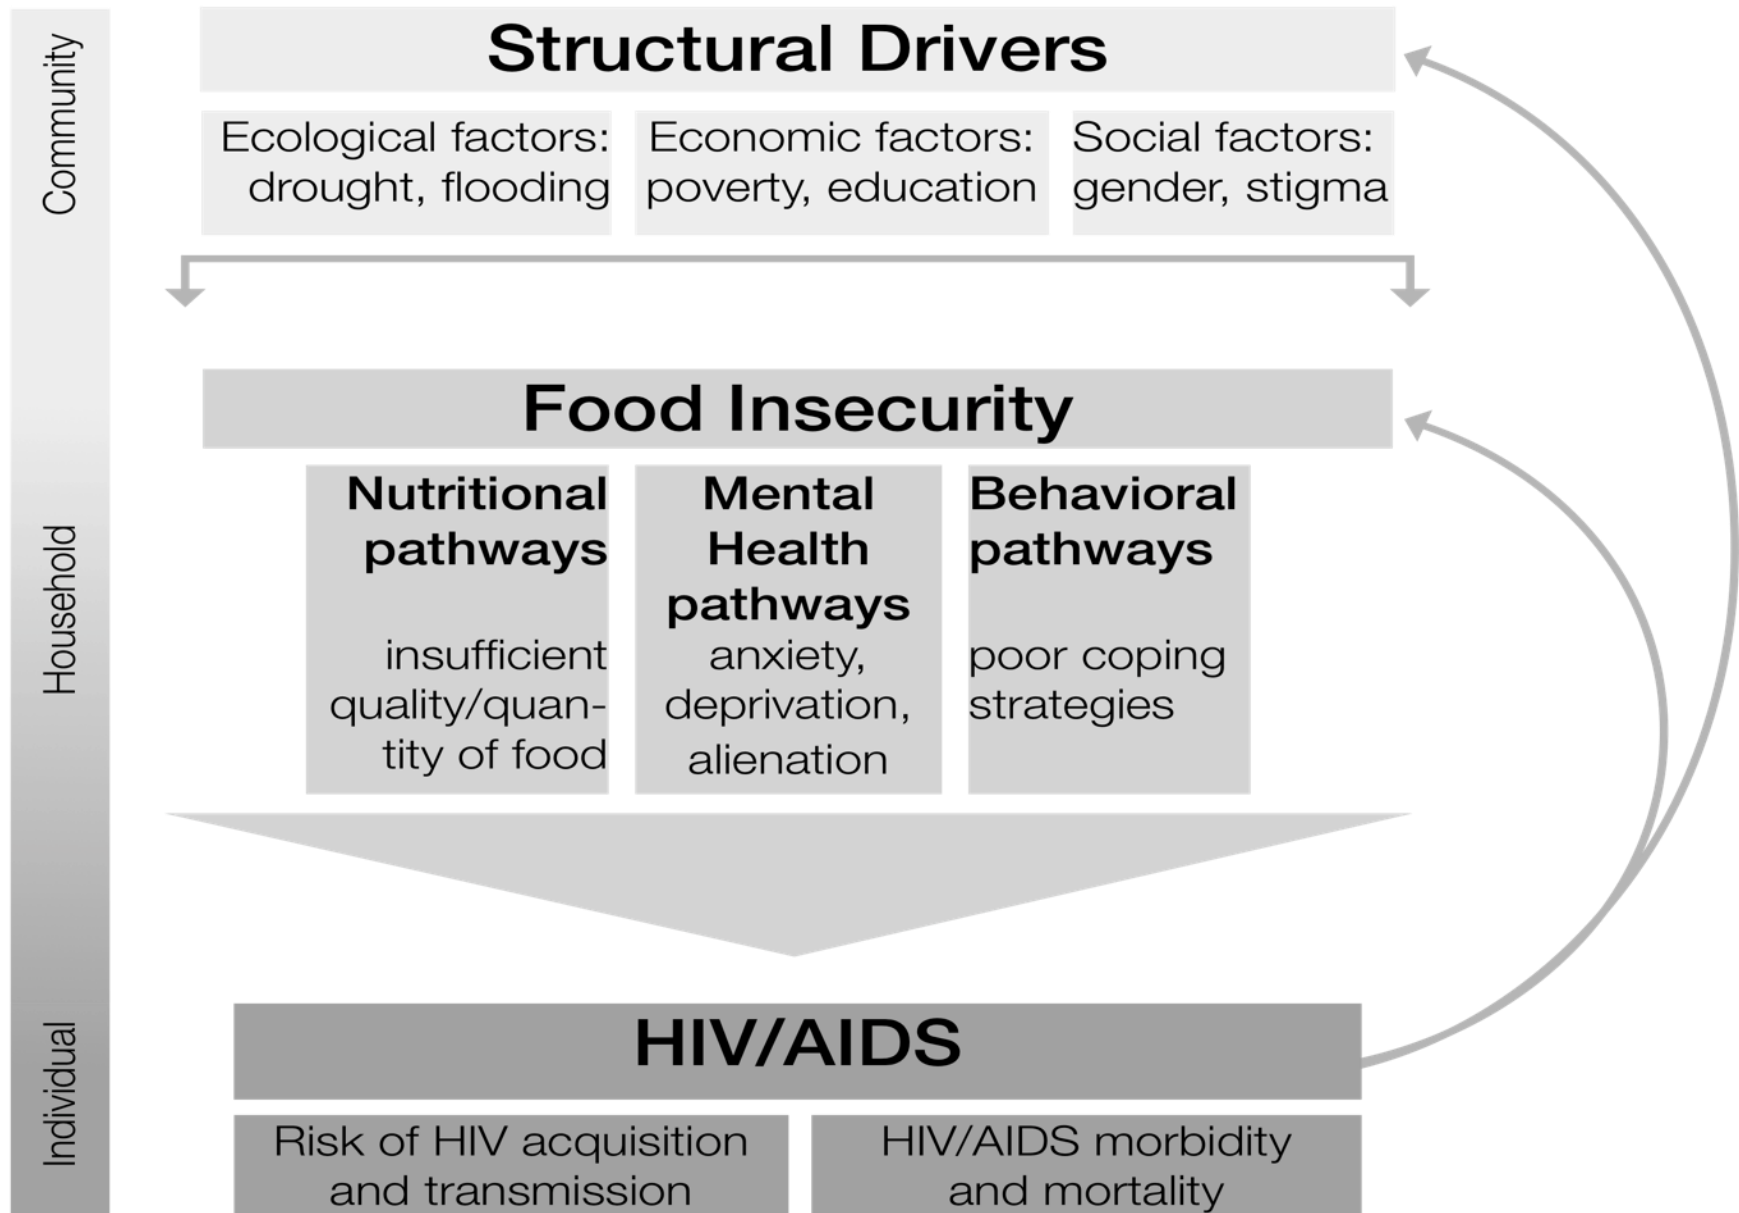 Community
Structural Drivers
Ecological factors:
drought, flooding
Economic factors:
poverty, education
Social factors:
gender, stigma
Household
Food Insecurity
Nutritional
pathways
insufficient
quality/quan-
tity of food
Mental
Health
pathways
anxiety,
deprivation,
alienation
Behavioral
pathways
poor coping
strategies
Individual
HIV/AIDS
Risk of HIV acquisition
and transmission
HIV/AIDS morbidity
and mortality